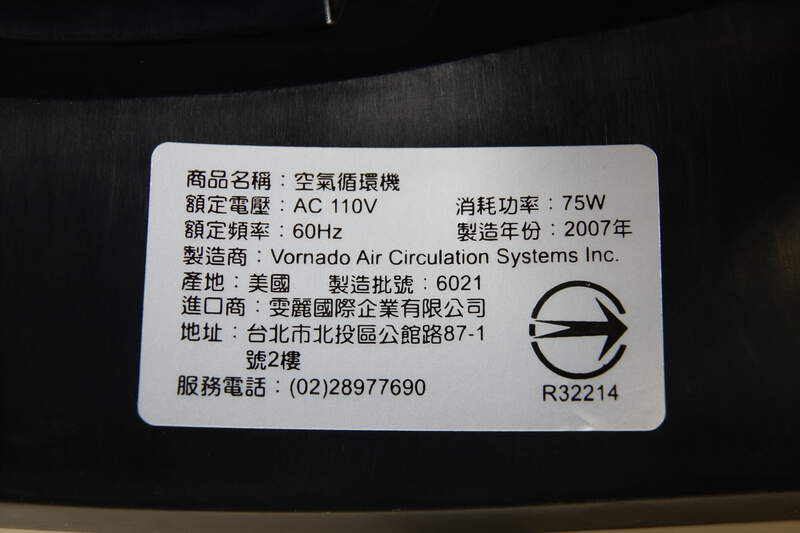 商品名稱：空氣循環機
額定電壓：AC 110V 消耗功率：75W
額定頻率：60Hz 製造年份：2007年
製造商：Vornado Air Circulation Systems Inc.
產地：美國 製造批號：6021
進口商：雯麗國際企業有限公司
地址：台北市北投區公館路87-1
號2樓
服務電話：(02)28977690
R32214